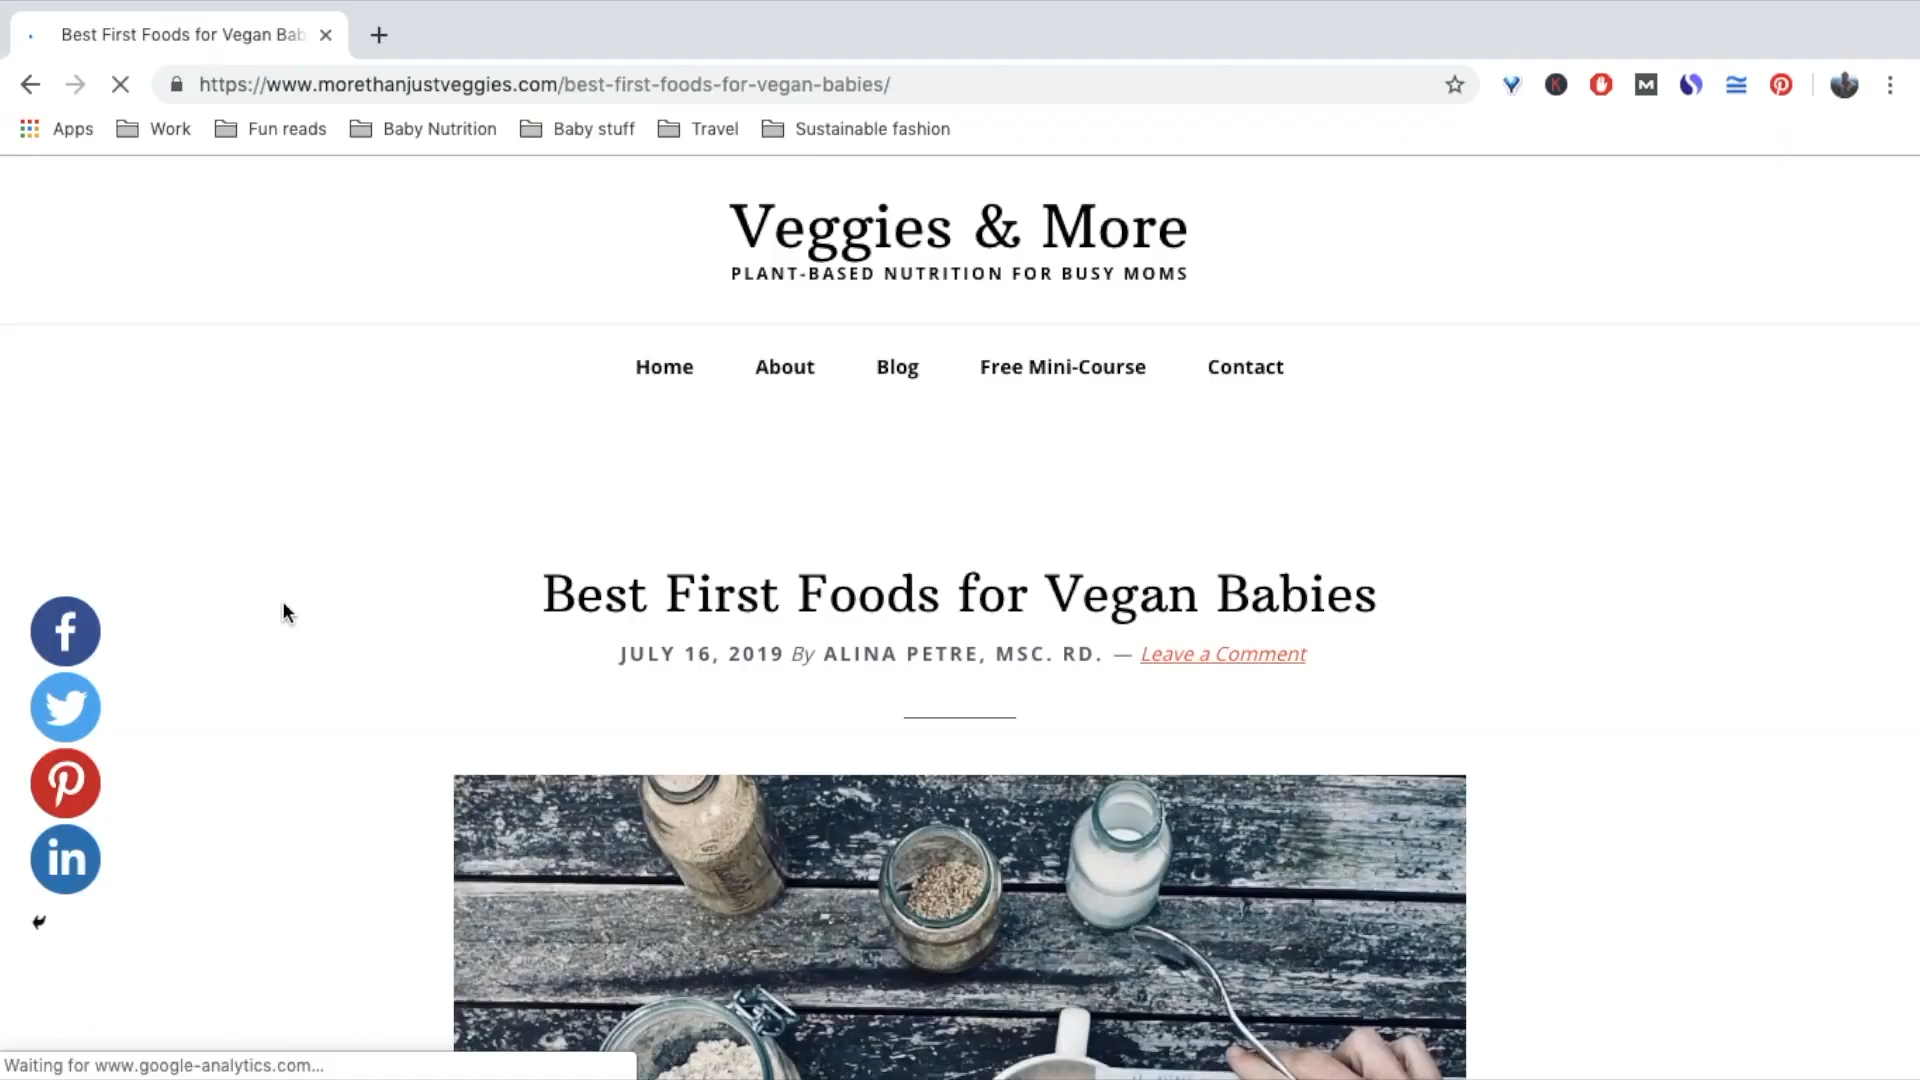 Best First Foods for Vegan Bab
https://www.morethanjustveggies.com/best-first-foods-for-vegan-babies/
Apps Work Fun reads Baby Nutrition Baby stuff Travel Sustainable fashion
Veggies & More
PLANT-BASED NUTRITION FOR BUSY MOMS
Home About Blog Free Mini-Course Contact
Best First Foods for Vegan Babies
JULY 16, 2019 By ALINA PETRE, MSC. RD. — Leave a Comment
f
in
Waiting for www.google-analytics.com...